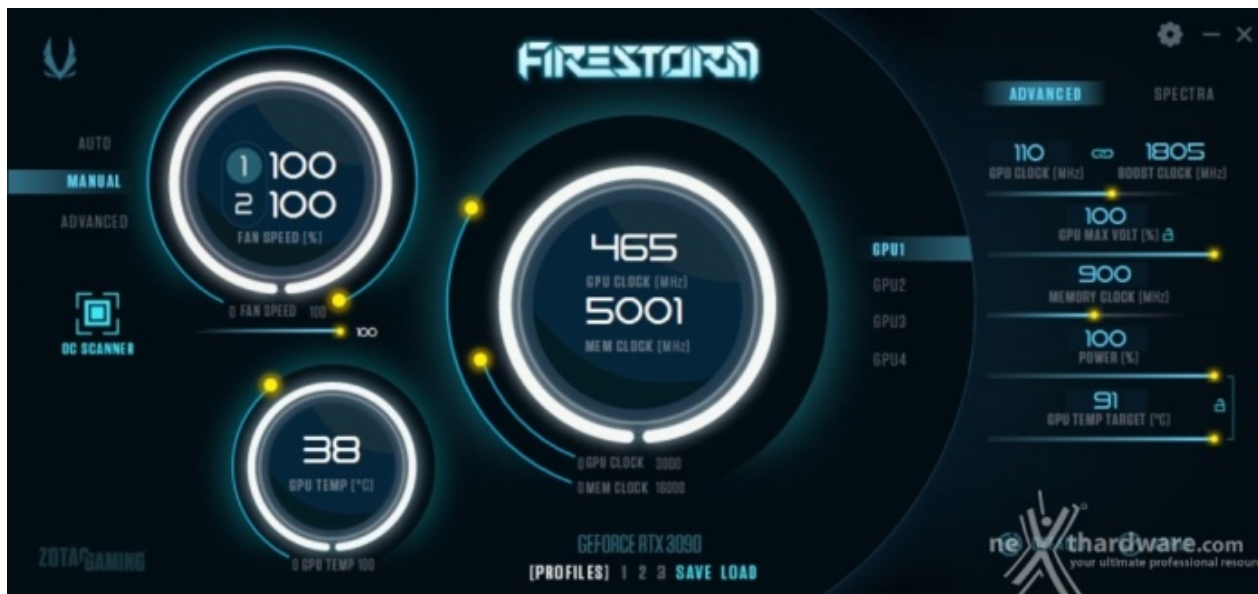 FIRESTORM
ADVANCED SPECTRA
AUTO
MANUAL
ADVANCED
1 100
2 100
FAN SPEED [%]
0 FAN SPEED 100
100
OC SCANNER
38
GPU TEMP [°C]
0 GPU TEMP 100
465
GPU CLOCK [MHz]
5001
MEM CLOCK [MHz]
0 GPU CLOCK 3000
0 MEM CLOCK 16000
GPU1
GPU2
GPU3
GPU4
110 1805
GPU CLOCK [MHz] BOOST CLOCK [MHz]
100
GPU MAX VOLT [%]
900
MEMORY CLOCK [MHz]
100
POWER [%]
91
GPU TEMP TARGET [°C]
ZOTAC GAMING
GEFORCE RTX 3090
[PROFILES] 1 2 3 SAVE LOAD
neXthardware.com
your ultimate professional resour